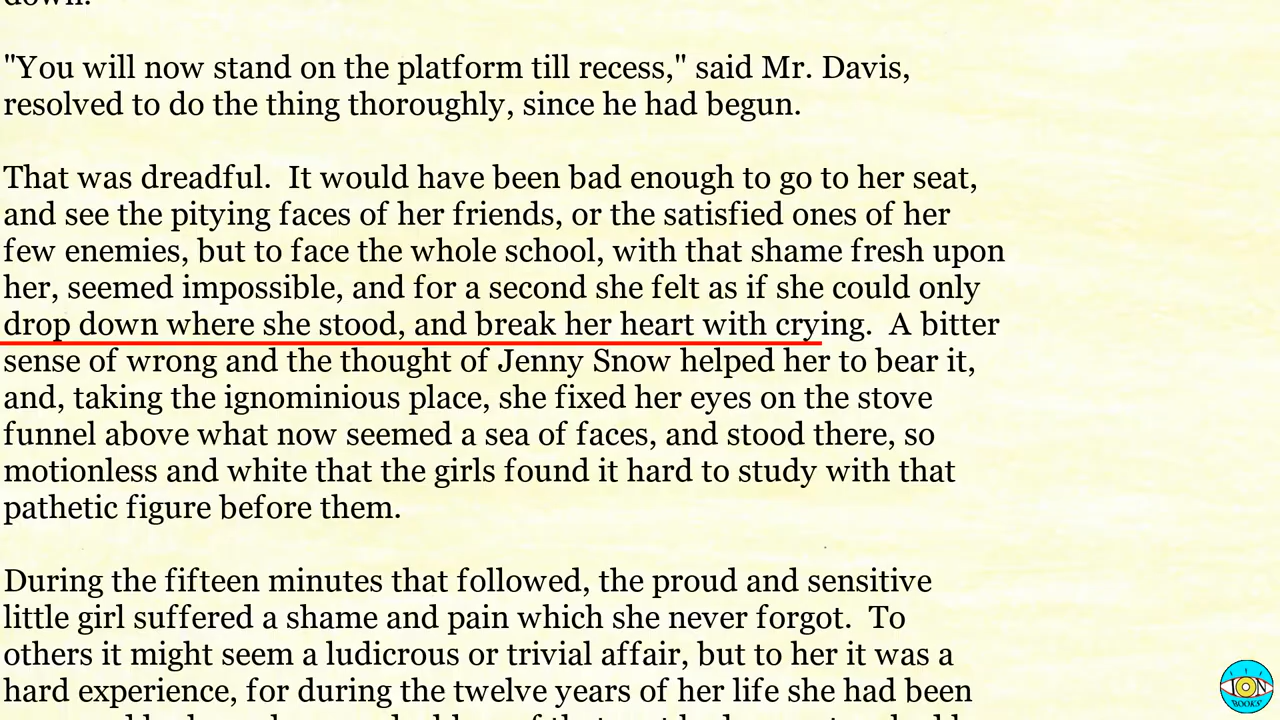 down.
"You will now stand on the platform till recess," said Mr. Davis,
resolved to do the thing thoroughly, since he had begun.
That was dreadful.  It would have been bad enough to go to her seat,
and see the pitying faces of her friends, or the satisfied ones of her
few enemies, but to face the whole school, with that shame fresh upon
her, seemed impossible, and for a second she felt as if she could only
drop down where she stood, and break her heart with crying.  A bitter
sense of wrong and the thought of Jenny Snow helped her to bear it,
and, taking the ignominious place, she fixed her eyes on the stove
funnel above what now seemed a sea of faces, and stood there, so
motionless and white that the girls found it hard to study with that
pathetic figure before them.
During the fifteen minutes that followed, the proud and sensitive
little girl suffered a shame and pain which she never forgot.  To
others it might seem a ludicrous or trivial affair, but to her it was a
hard experience, for during the twelve years of her life she had been
ION
BOOKS